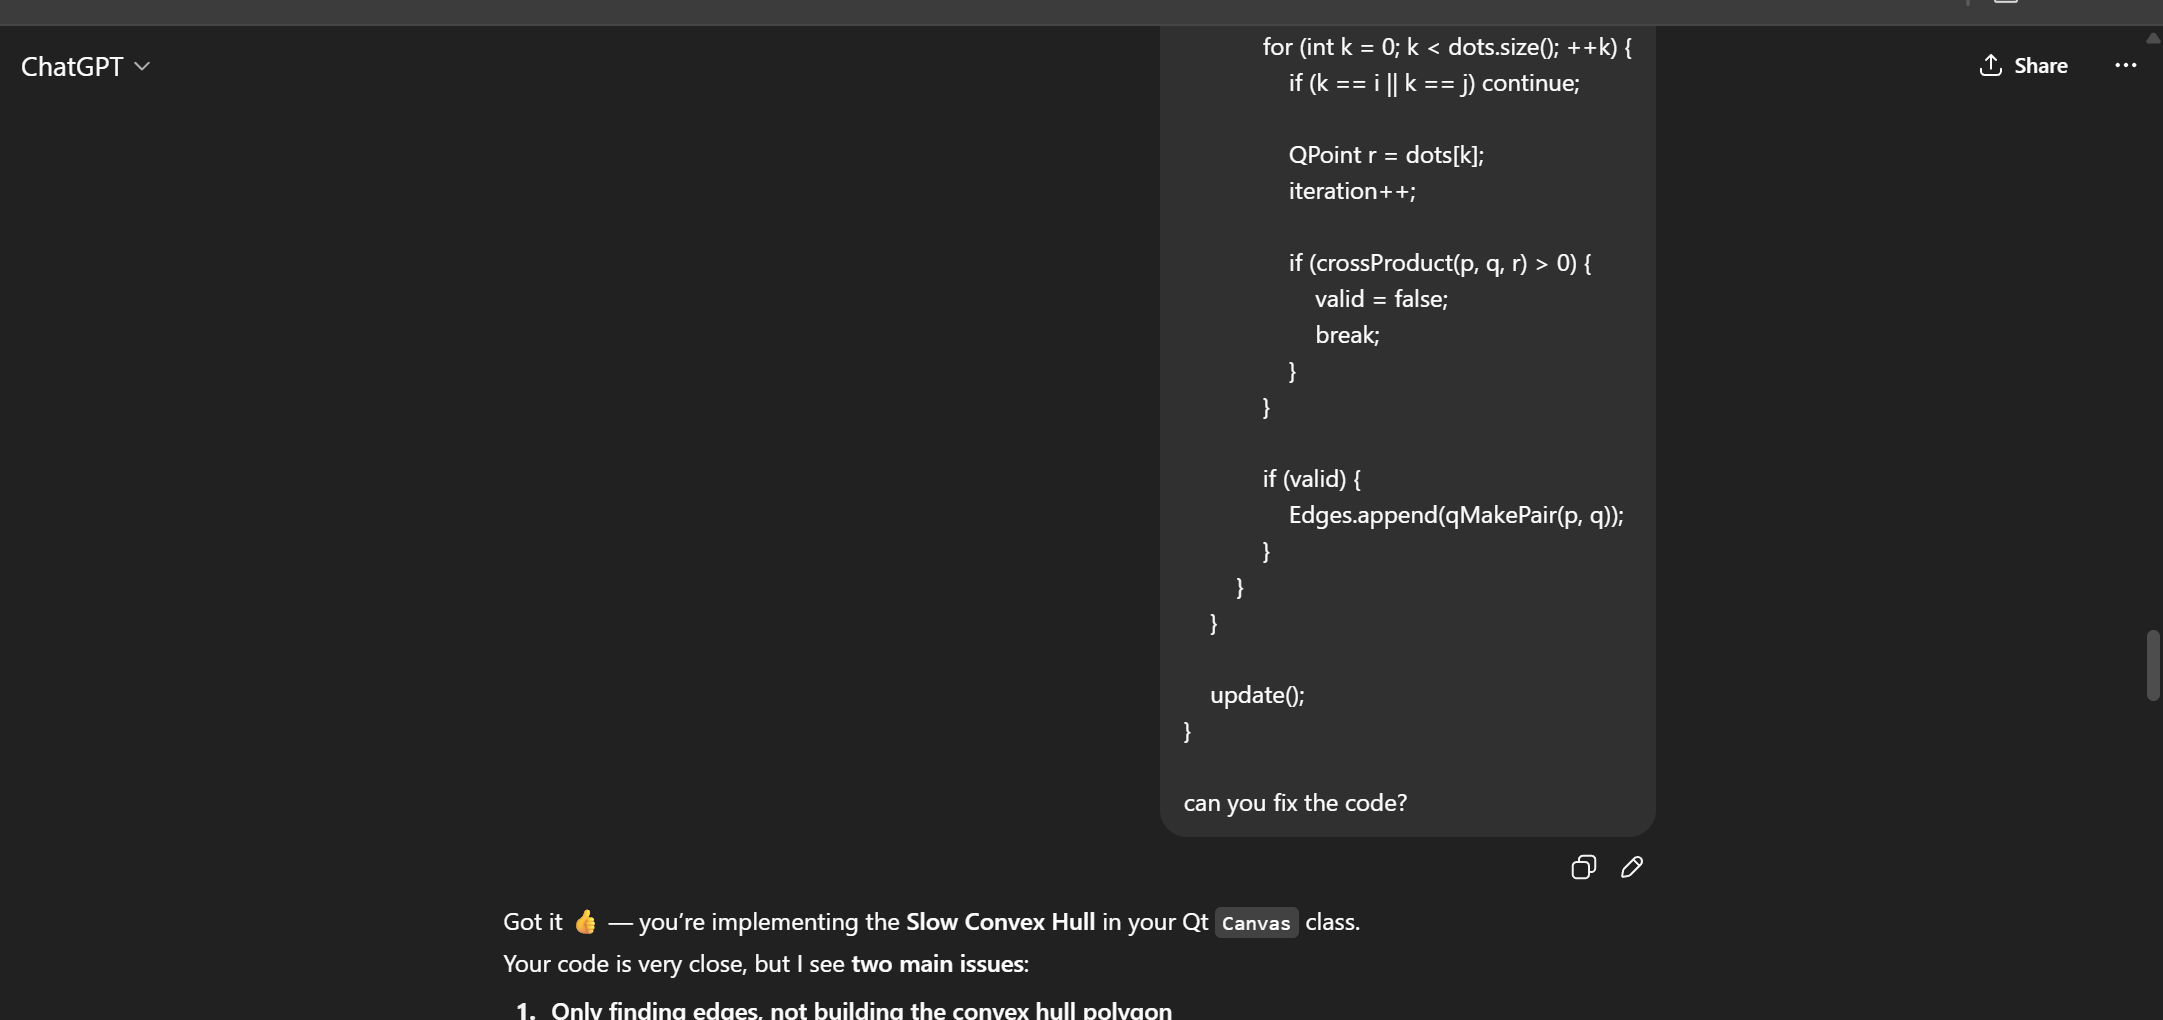 ChatGPT
Share
for (int k = 0; k < dots.size(); ++k) {
if (k == i || k == j) continue;
QPoint r = dots[k];
iteration++;
if (crossProduct(p, q, r) > 0) {
valid = false;
break;
}
}
if (valid) {
Edges.append(qMakePair(p, q));
}
}
}
update();
}
can you fix the code?
Got it 👍 — you’re implementing the Slow Convex Hull in your Qt Canvas class.
Your code is very close, but I see two main issues:
1. Only finding edges, not building the convex hull polygon